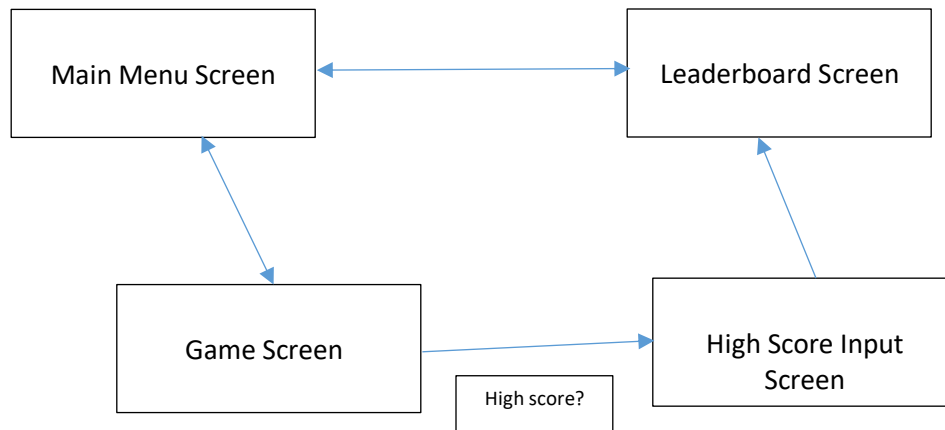 Main Menu Screen
Leaderboard Screen
Game Screen
High Score Input
Screen
High score?